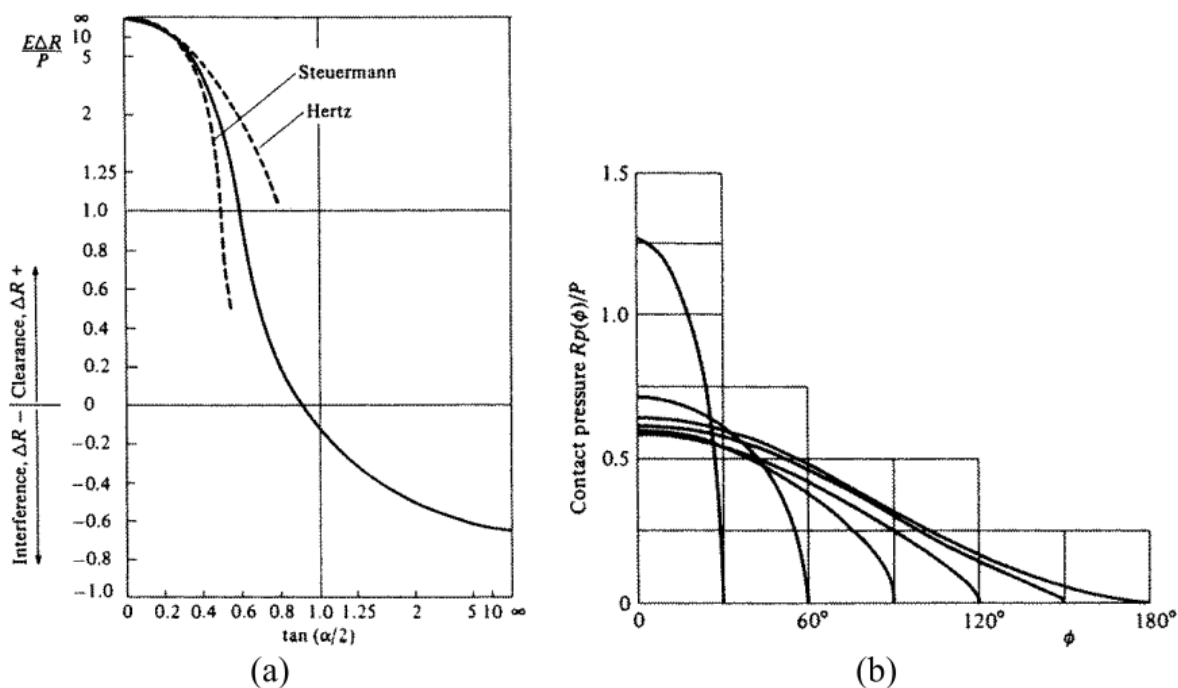 ∞
10
5
2
1.25
1.0
0.8
0.6
0.4
0.2
0
−0.2
−0.4
−0.6
−0.8
−1.0
EΔR
P
Interference, ΔR − Clearance, ΔR +
Steuermann
Hertz
0 0.2 0.4 0.6 0.8 1.0 1.25 2 5 10 ∞
tan (α/2)
(a)
1.5
1.0
0.5
0
Contact pressure Rp(ϕ)/P
0 60° 120° ϕ 180°
(b)